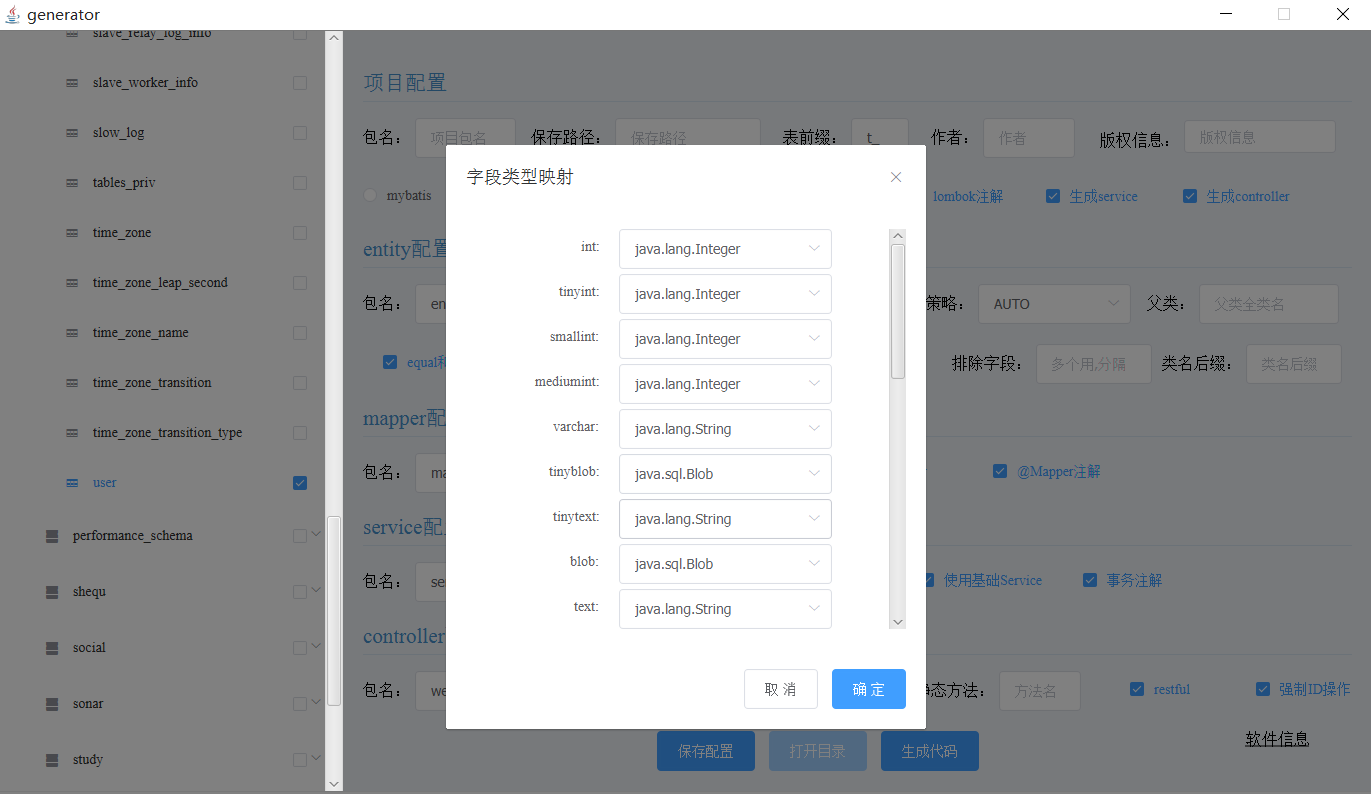 generator
slave_relay_log_info
slave_worker_info
slow_log
tables_priv
time_zone
time_zone_leap_second
time_zone_name
time_zone_transition
time_zone_transition_type
user
performance_schema
shequ
social
sonar
study
项目配置
包名： 项目包名 保存路径： 保存路径 表前缀： t_ 作者： 作者 版权信息： 版权信息
mybatis lombok注解 生成service 生成controller
entity配置
包名： en 策略： AUTO 父类： 父类全类名
equal和 排除字段： 多个用,分隔 类名后缀： 类名后缀
mapper配
包名： ma @Mapper注解
service配
包名： se 使用基础Service 事务注解
controller
包名： we 静态方法： 方法名 restful 强制ID操作
保存配置 打开目录 生成代码 软件信息
字段类型映射
int: java.lang.Integer
tinyint: java.lang.Integer
smallint: java.lang.Integer
mediumint: java.lang.Integer
varchar: java.lang.String
tinyblob: java.sql.Blob
tinytext: java.lang.String
blob: java.sql.Blob
text: java.lang.String
取 消 确 定